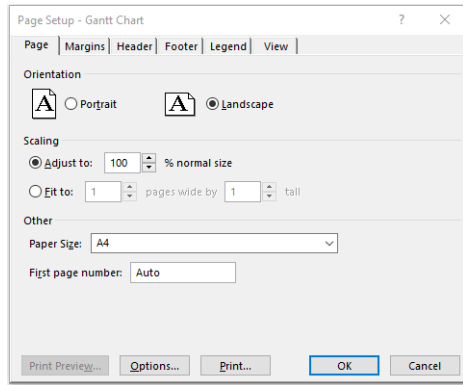 Page Setup - Gantt Chart ? ×
Page Margins Header Footer Legend View
Orientation
A Portrait A Landscape
Scaling
Adjust to: 100 % normal size
Fit to: 1 pages wide by 1 tall
Other
Paper Size: A4
First page number: Auto
Print Preview... Options... Print... OK Cancel